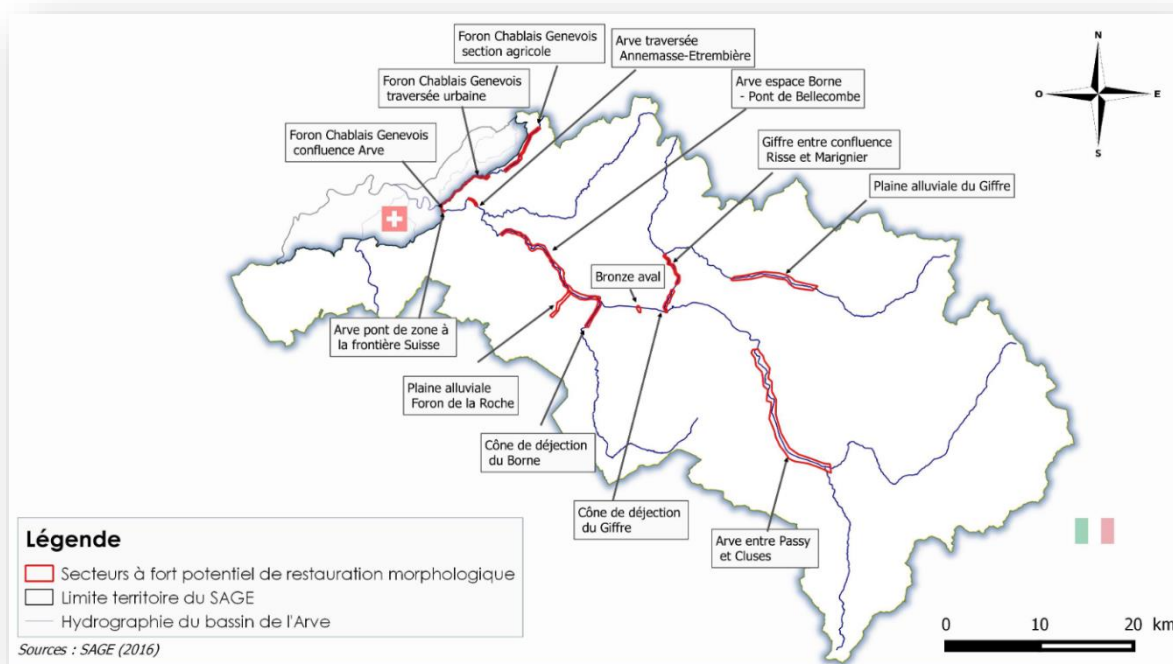 Foron Chablais Genevois
section agricole
Arve traversée
Annemasse-Etrembière
Foron Chablais Genevois
traversée urbaine
Arve espace Borne
- Pont de Bellecombe
Foron Chablais Genevois
confluence Arve
Giffre entre confluence
Risse et Marignier
Plaine alluviale du Giffre
N
O
E
S
Bronze aval
Arve pont de zone à
la frontière Suisse
Plaine alluviale
Foron de la Roche
Cône de déjection
du Borne
Cône de déjection
du Giffre
Arve entre Passy
et Cluses
Légende
Secteurs à fort potentiel de restauration morphologique
Limite territoire du SAGE
Hydrographie du bassin de l'Arve
Sources : SAGE (2016)
0 10 20 km